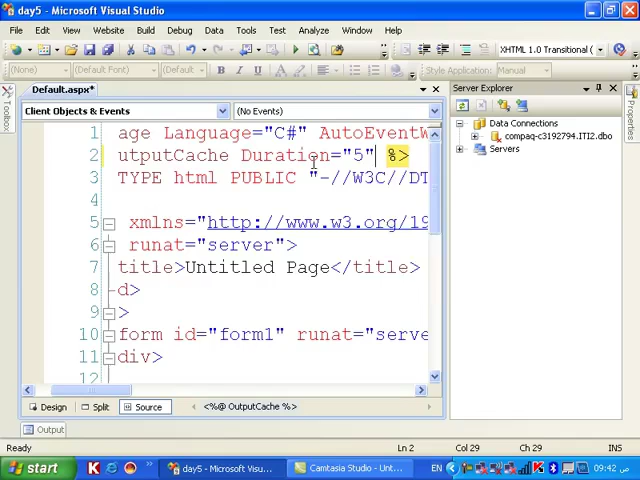 day5 - Microsoft Visual Studio
File Edit View Website Build Debug Data Tools Test Analyze Window Help
XHTML 1.0 Transitional (
(None) (Default Font) (Default Style Application: Manual
Default.aspx*
Server Explorer
Client Objects & Events (No Events)
Toolbox
Properties
Data Connections
compaq-c3192794.ITI2.dbo
Servers
1 age Language="C#" AutoEventW
2 utputCache Duration="5" %>
3 TYPE html PUBLIC "-//W3C//DT
4
5 xmlns="http://www.w3.org/19
6 runat="server">
7 title>Untitled Page</title>
8 d>
9 >
10 form id="form1" runat="serve
11 div>
12
Design Split Source <%@ OutputCache %>
Output
Ready Ln 2 Col 29 Ch 29 INS
start day5 - Microsoft Visual Stu... Camtasia Studio - Unt... EN 09:42 ص